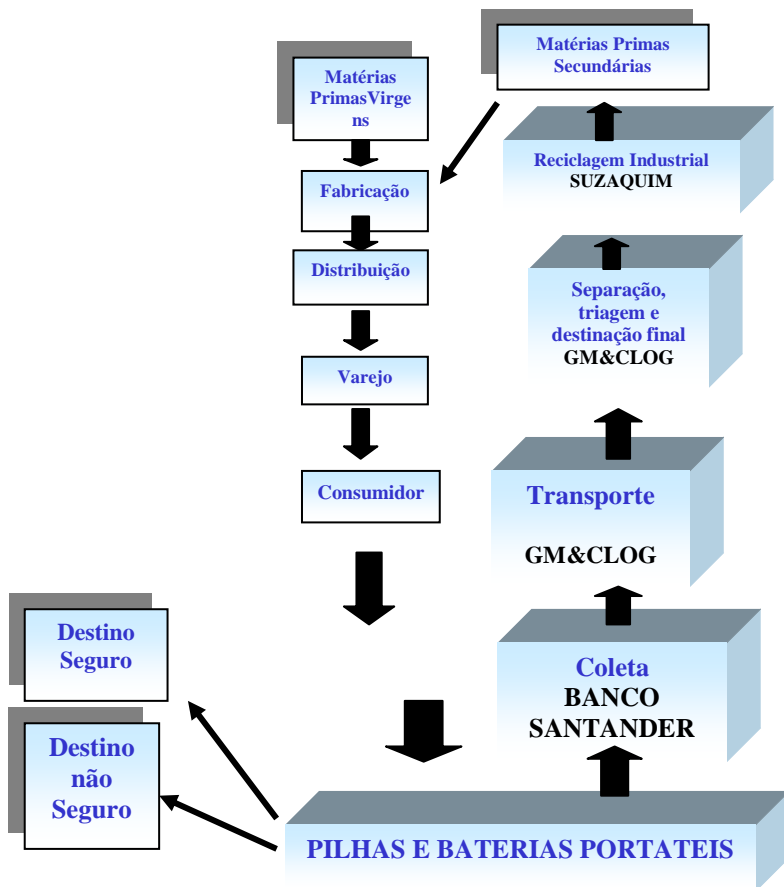 Matérias
PrimasVirge
ns
Matérias Primas
Secundárias
Reciclagem Industrial
SUZAQUIM
Fabricação
Distribuição
Separação,
triagem e
destinação final
GM&CLOG
Varejo
Consumidor
Transporte
GM&CLOG
Destino
Seguro
Coleta
BANCO
SANTANDER
Destino
não
Seguro
PILHAS E BATERIAS PORTATEIS